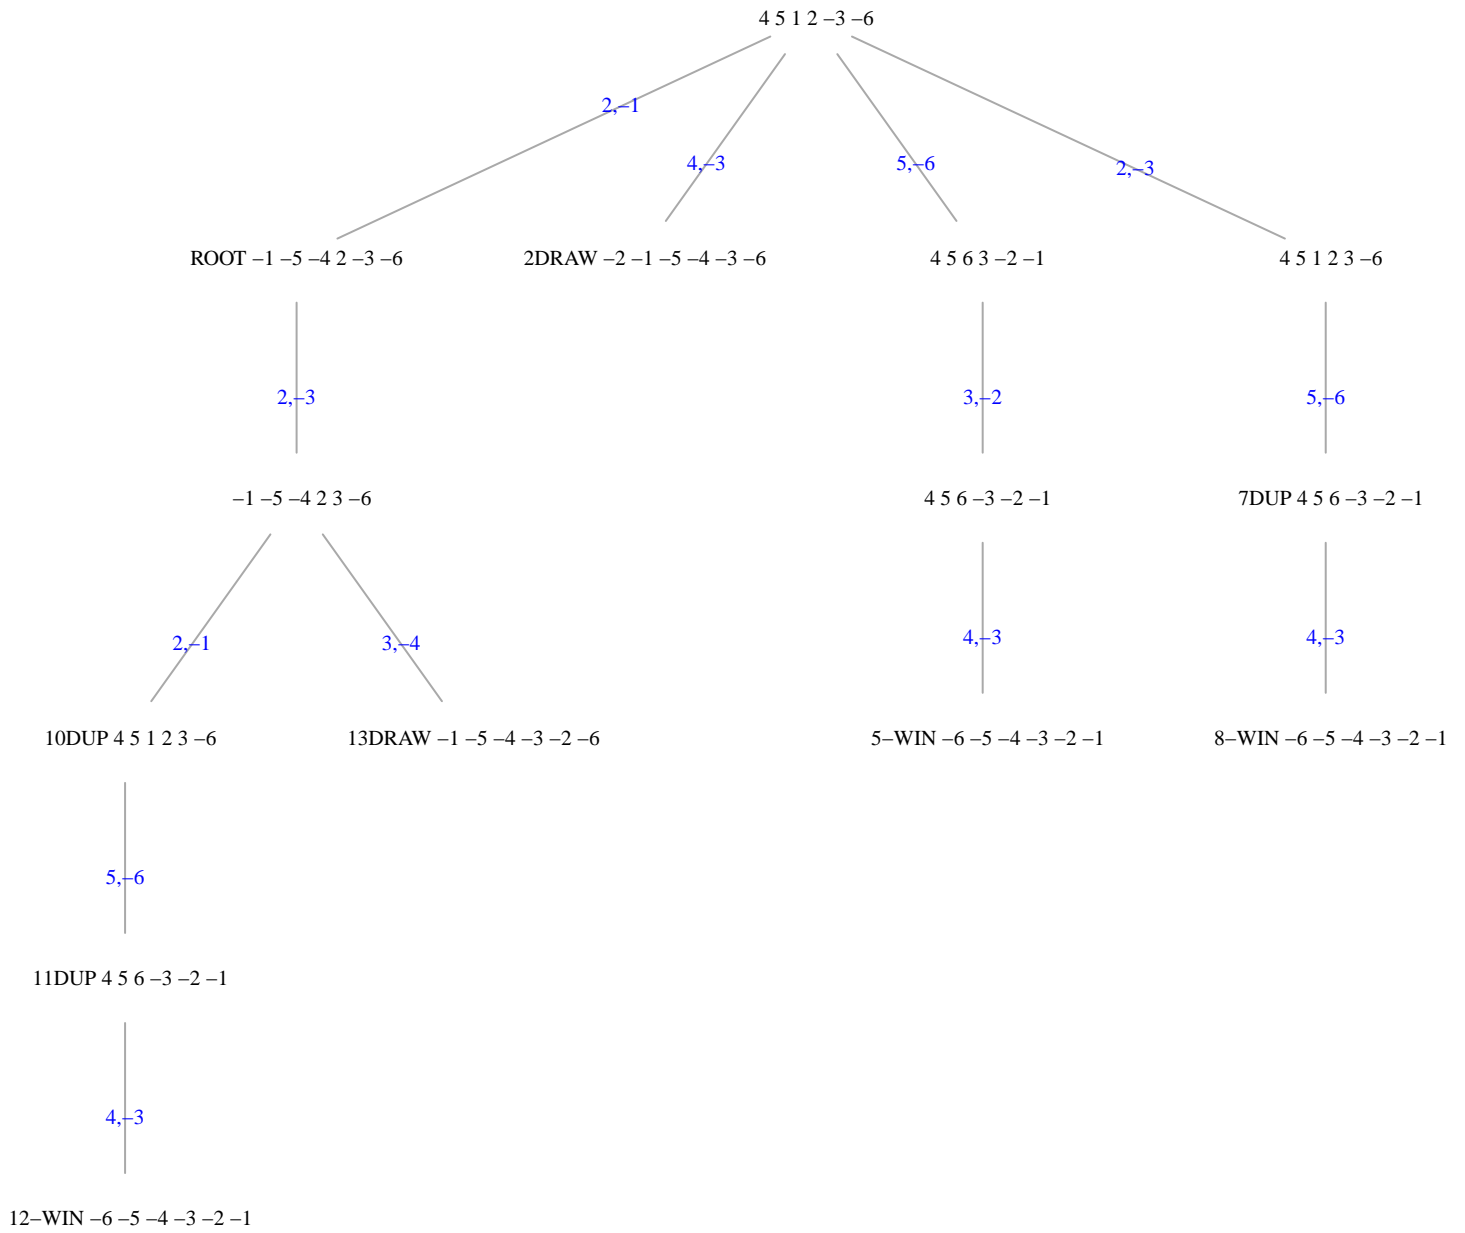 4 5 1 2 –3 –6
2,–1
4,–3
5,–6
2,–3
ROOT –1 –5 –4 2 –3 –6
2DRAW –2 –1 –5 –4 –3 –6
4 5 6 3 –2 –1
4 5 1 2 3 –6
2,–3
3,–2
5,–6
–1 –5 –4 2 3 –6
4 5 6 –3 –2 –1
7DUP 4 5 6 –3 –2 –1
2,–1
3,–4
4,–3
4,–3
10DUP 4 5 1 2 3 –6
13DRAW –1 –5 –4 –3 –2 –6
5–WIN –6 –5 –4 –3 –2 –1
8–WIN –6 –5 –4 –3 –2 –1
5,–6
11DUP 4 5 6 –3 –2 –1
4,–3
12–WIN –6 –5 –4 –3 –2 –1